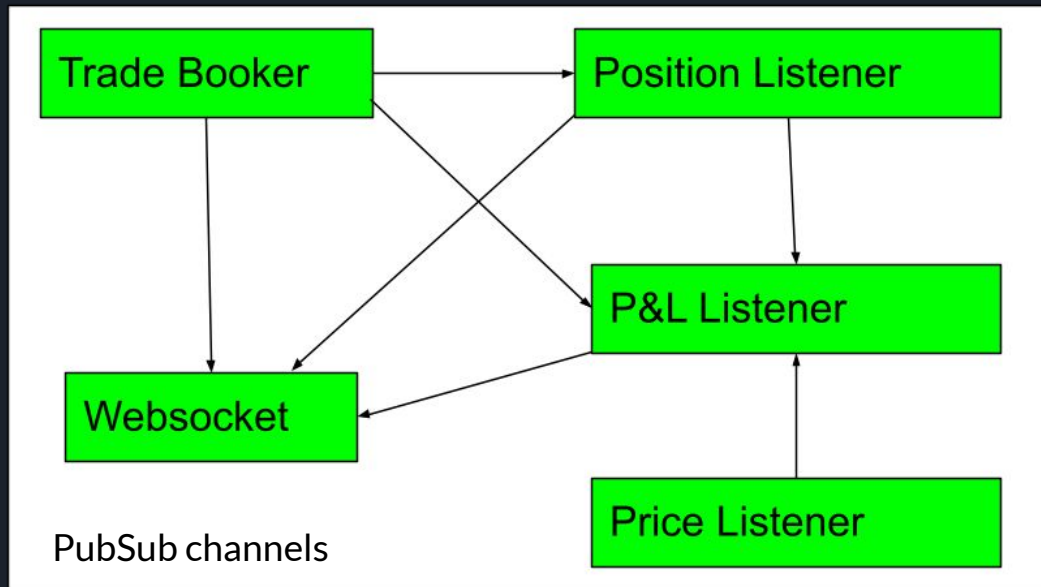 Trade Booker
Position Listener
P&L Listener
Websocket
Price Listener
PubSub channels